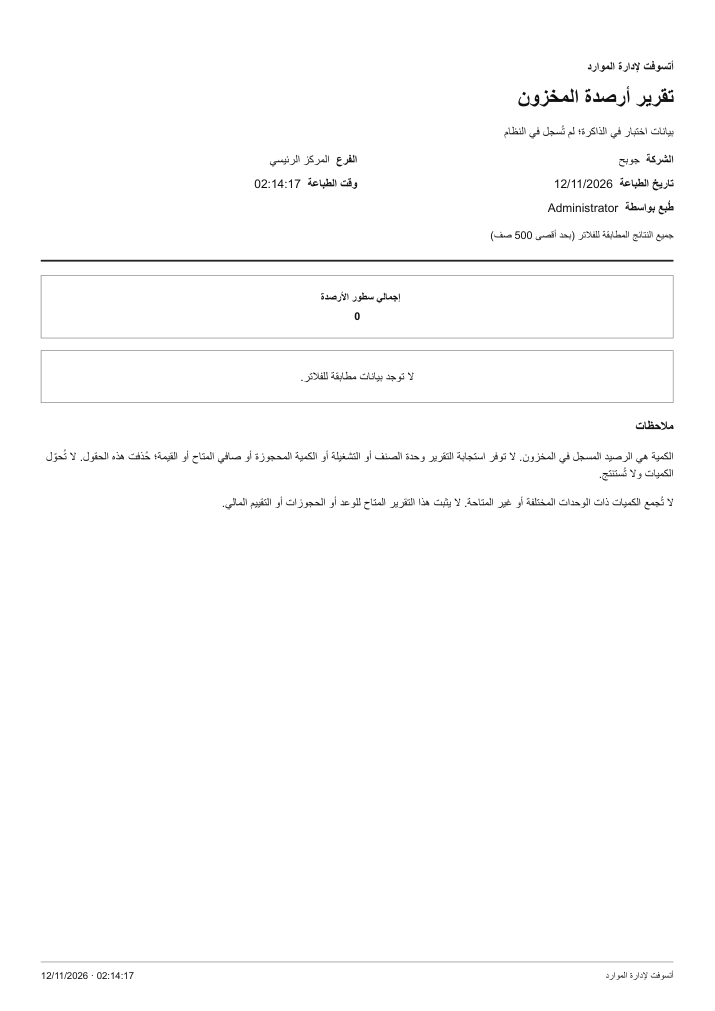 أتسوفت لإدارة الموارد
تقرير أرصدة المخزون
بيانات اختبار في الذاكرة؛ لم تُسجل في النظام
الشركة جوبح
الفرع المركز الرئيسي
تاريخ الطباعة 12/11/2026
وقت الطباعة 02:14:17
طُبع بواسطة Administrator
جميع النتائج المطابقة للفلاتر (بحد أقصى 500 صف)
إجمالي سطور الأرصدة
0
لا توجد بيانات مطابقة للفلاتر.
ملاحظات
الكمية هي الرصيد المسجل في المخزون. لا توفر استجابة التقرير وحدة الصنف أو التشغيلة أو الكمية المحجوزة أو صافي المتاح أو القيمة؛ حُذفت هذه الحقول. لا تُحوّل
الكميات ولا تُستنتج.
لا تُجمع الكميات ذات الوحدات المختلفة أو غير المتاحة. لا يثبت هذا التقرير المتاح للوعد أو الحجوزات أو التقييم المالي.
أتسوفت لإدارة الموارد
12/11/2026 · 02:14:17